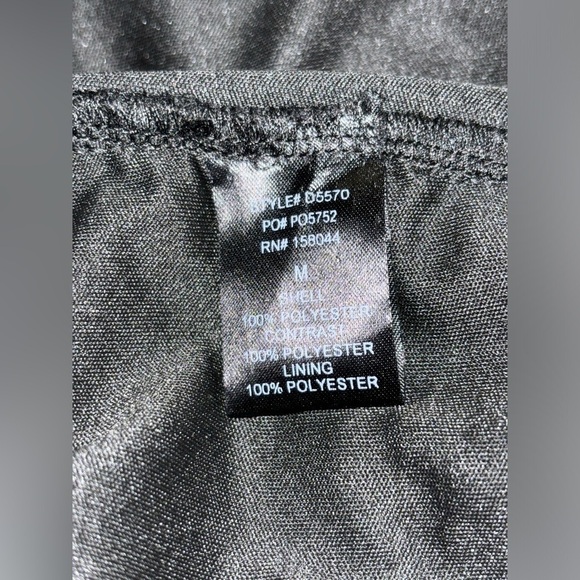 STYLE# D5570
PO# PO5752
RN# 158044
M
SHELL
100% POLYESTER
CONTRAST
100% POLYESTER
LINING
100% POLYESTER